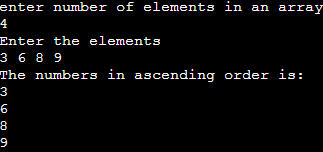 enter number of elements in an array
4
Enter the elements
3 6 8 9
The numbers in ascending order is:
3
6
8
9